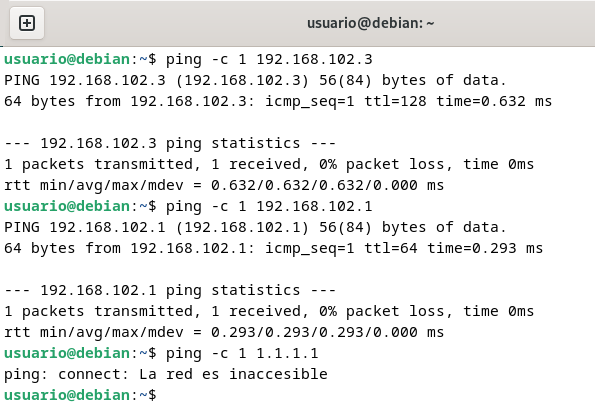 usuario@debian: ~
usuario@debian:~$ ping -c 1 192.168.102.3
PING 192.168.102.3 (192.168.102.3) 56(84) bytes of data.
64 bytes from 192.168.102.3: icmp_seq=1 ttl=128 time=0.632 ms

--- 192.168.102.3 ping statistics ---
1 packets transmitted, 1 received, 0% packet loss, time 0ms
rtt min/avg/max/mdev = 0.632/0.632/0.632/0.000 ms
usuario@debian:~$ ping -c 1 192.168.102.1
PING 192.168.102.1 (192.168.102.1) 56(84) bytes of data.
64 bytes from 192.168.102.1: icmp_seq=1 ttl=64 time=0.293 ms

--- 192.168.102.1 ping statistics ---
1 packets transmitted, 1 received, 0% packet loss, time 0ms
rtt min/avg/max/mdev = 0.293/0.293/0.293/0.000 ms
usuario@debian:~$ ping -c 1 1.1.1.1
ping: connect: La red es inaccesible
usuario@debian:~$